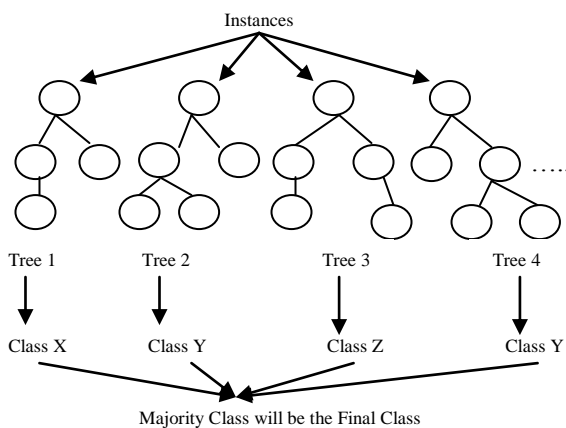 Instances
.....
Tree 1 Tree 2 Tree 3 Tree 4
Class X Class Y Class Z Class Y
Majority Class will be the Final Class